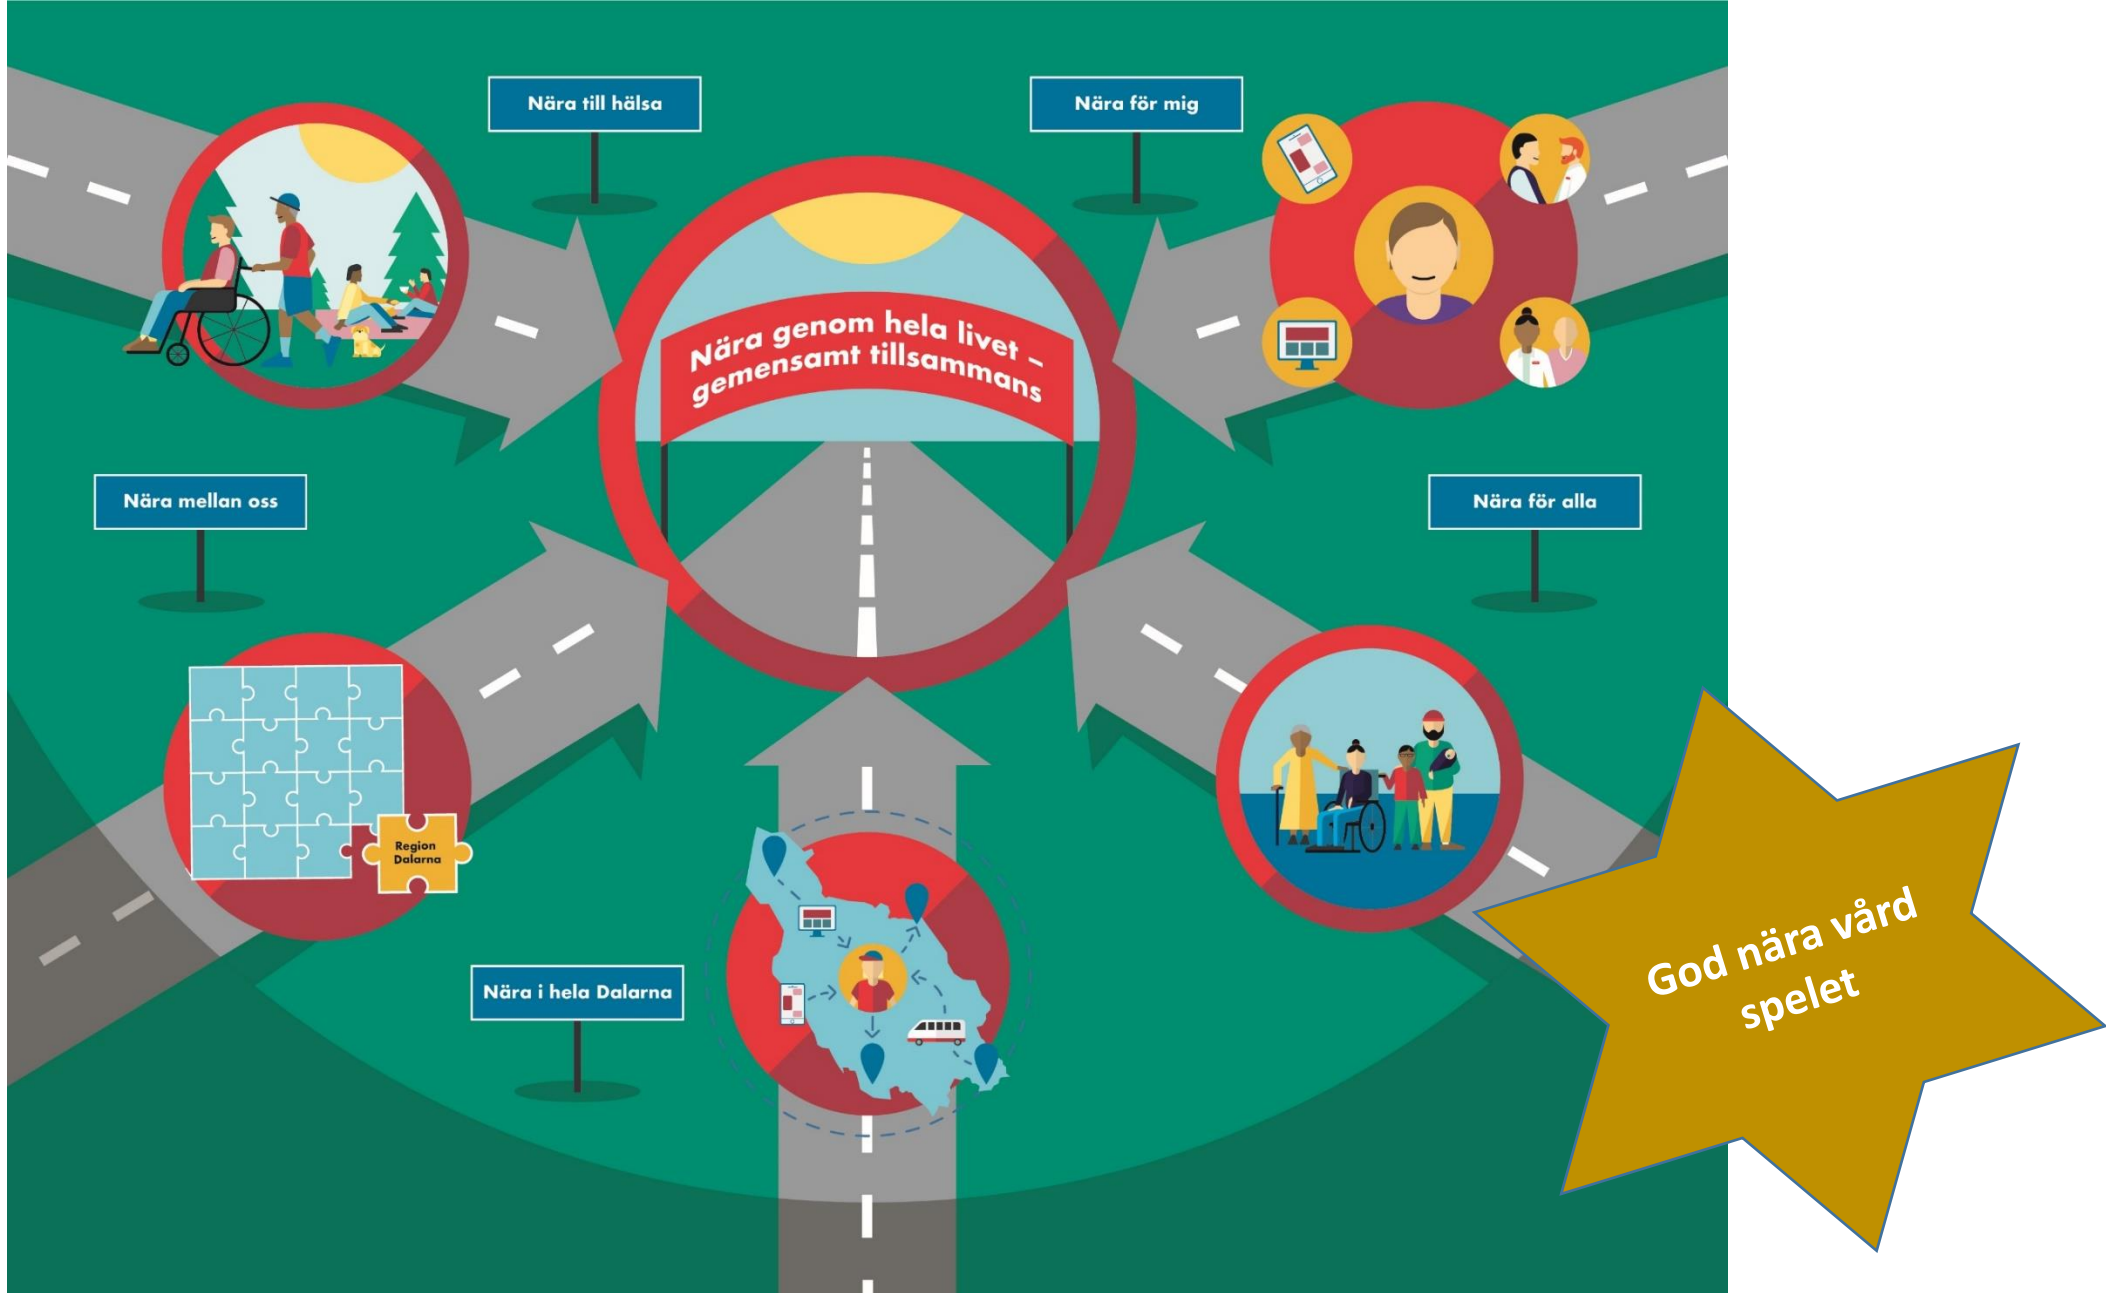 Nära till hälsa
Nära för mig
Nära genom hela livet –
gemensamt tillsammans
Nära mellan oss
Nära för alla
Region
Dalarna
Nära i hela Dalarna
God nära vård
spelet